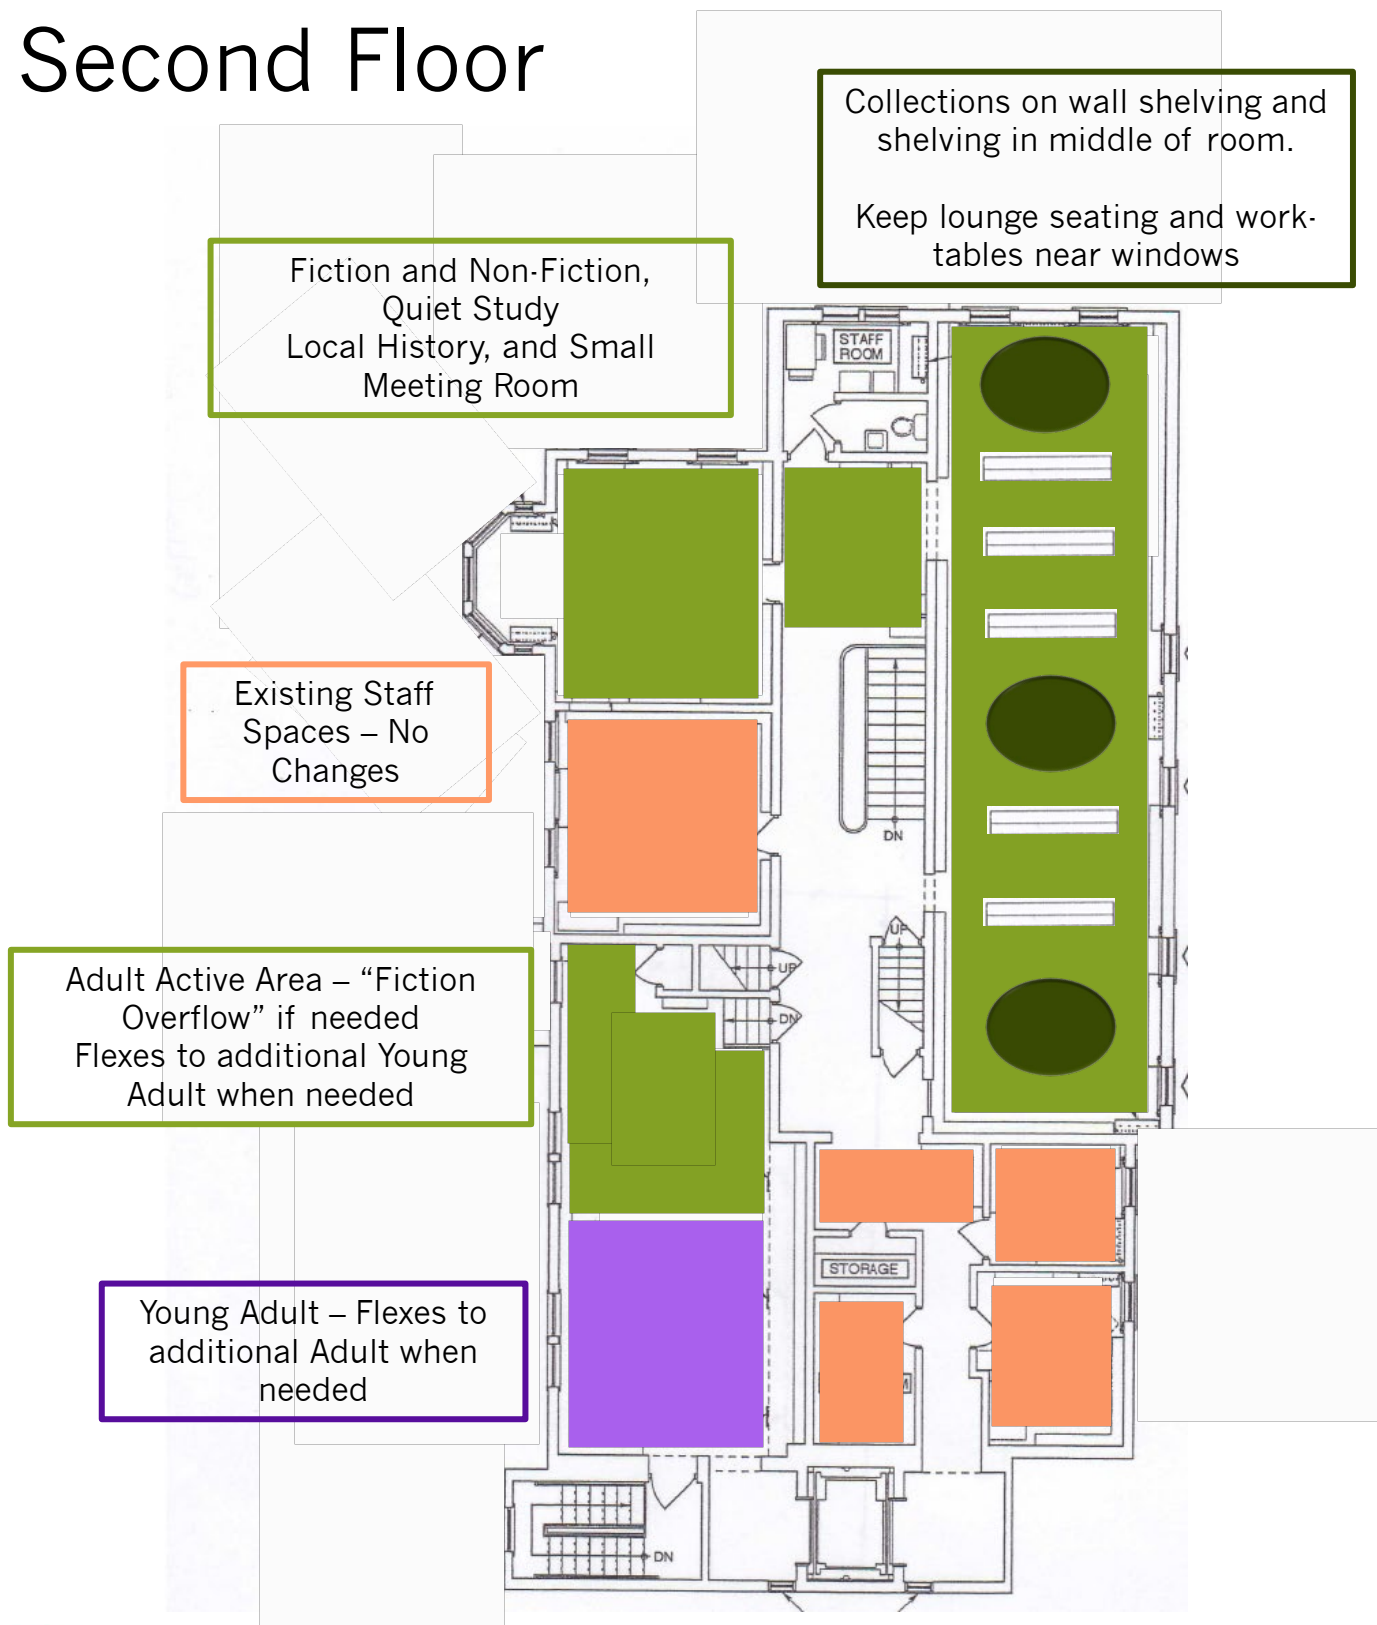 Second Floor
Collections on wall shelving and
shelving in middle of room.
Keep lounge seating and work-
tables near windows
Fiction and Non-Fiction,
Quiet Study
Local History, and Small
Meeting Room
STAFF
ROOM
Existing Staff
Spaces – No
Changes
DN
UP
Adult Active Area – “Fiction
Overflow” if needed
Flexes to additional Young
Adult when needed
UP
DN
STORAGE
Young Adult – Flexes to
additional Adult when
needed
DN